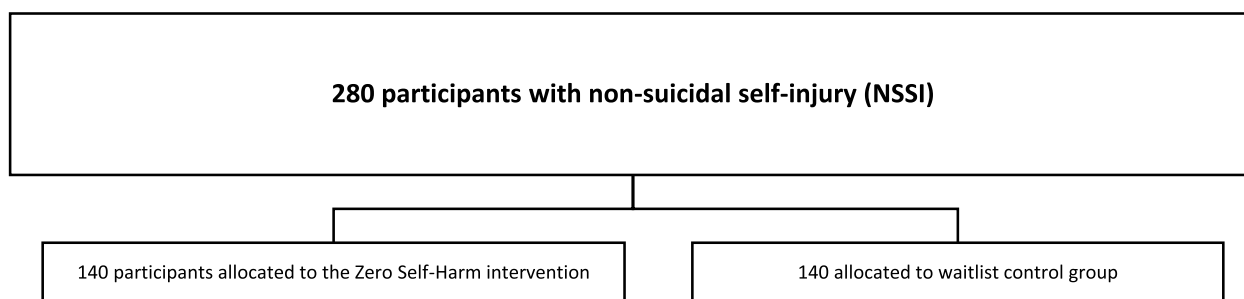 280 participants with non-suicidal self-injury (NSSI)
140 participants allocated to the Zero Self-Harm intervention
140 allocated to waitlist control group